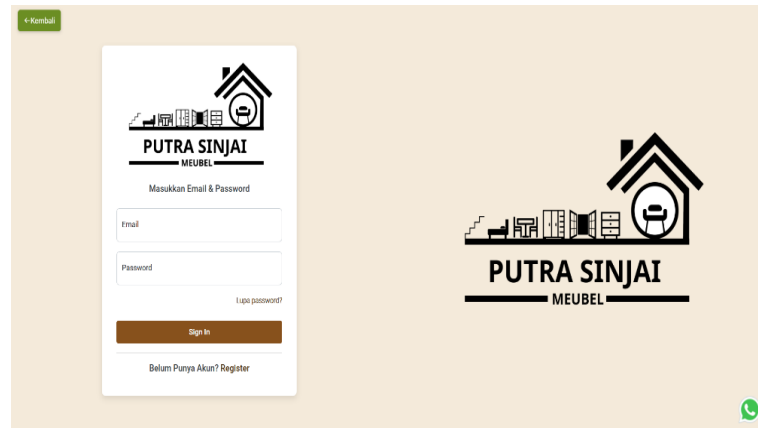 ←Kembali
PUTRA SINJAI
MEUBEL
Masukkan Email & Password
Email
Password
Lupa password?
Sign In
Belum Punya Akun? Register
PUTRA SINJAI
MEUBEL